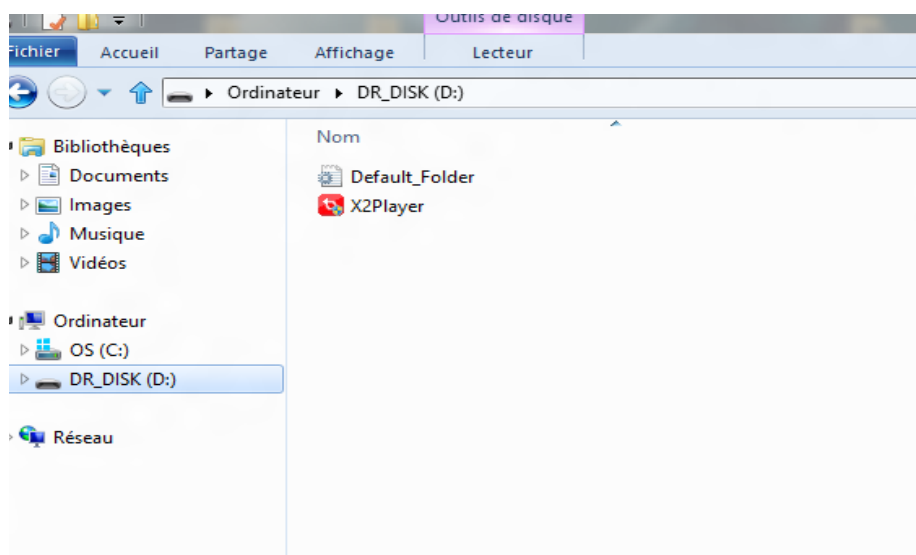 Outils de disque
Fichier Accueil Partage Affichage Lecteur
Ordinateur DR_DISK (D:)
Nom
Bibliothèques
Documents
Images
Musique
Vidéos
Ordinateur
OS (C:)
DR_DISK (D:)
Réseau
Default_Folder
X2Player